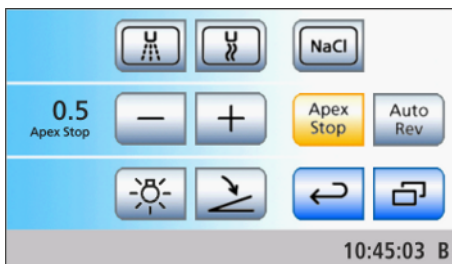 NaCl
0.5
Apex Stop
− +
Apex
Stop
Auto
Rev
10:45:03 B